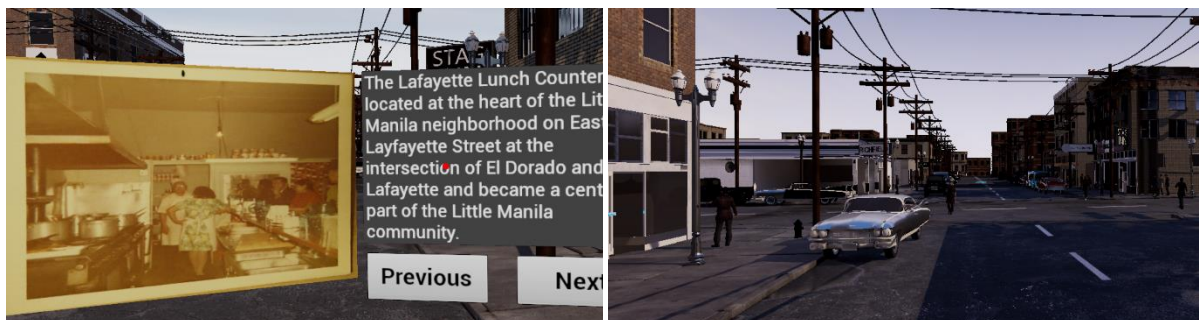 STA
The Lafayette Lunch Counter
located at the heart of the Lit
Manila neighborhood on East
Layfayette Street at the
intersection of El Dorado and
Lafayette and became a cent
part of the Little Manila
community.
Previous
Next